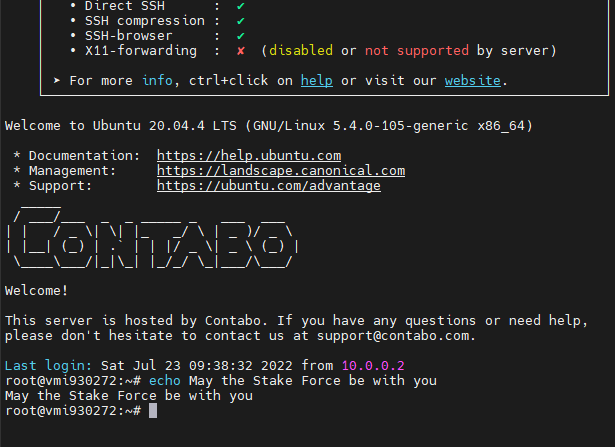 • Direct SSH : ✔
• SSH compression : ✔
• SSH-browser : ✔
• X11-forwarding : ✘ (disabled or not supported by server)
➤ For more info, ctrl+click on help or visit our website.
Welcome to Ubuntu 20.04.4 LTS (GNU/Linux 5.4.0-105-generic x86_64)
* Documentation: https://help.ubuntu.com
* Management: https://landscape.canonical.com
* Support: https://ubuntu.com/advantage
CONTABO
Welcome!
This server is hosted by Contabo. If you have any questions or need help,
please don't hesitate to contact us at support@contabo.com.
Last login: Sat Jul 23 09:38:32 2022 from 10.0.0.2
root@vmi930272:~# echo May the Stake Force be with you
May the Stake Force be with you
root@vmi930272:~#